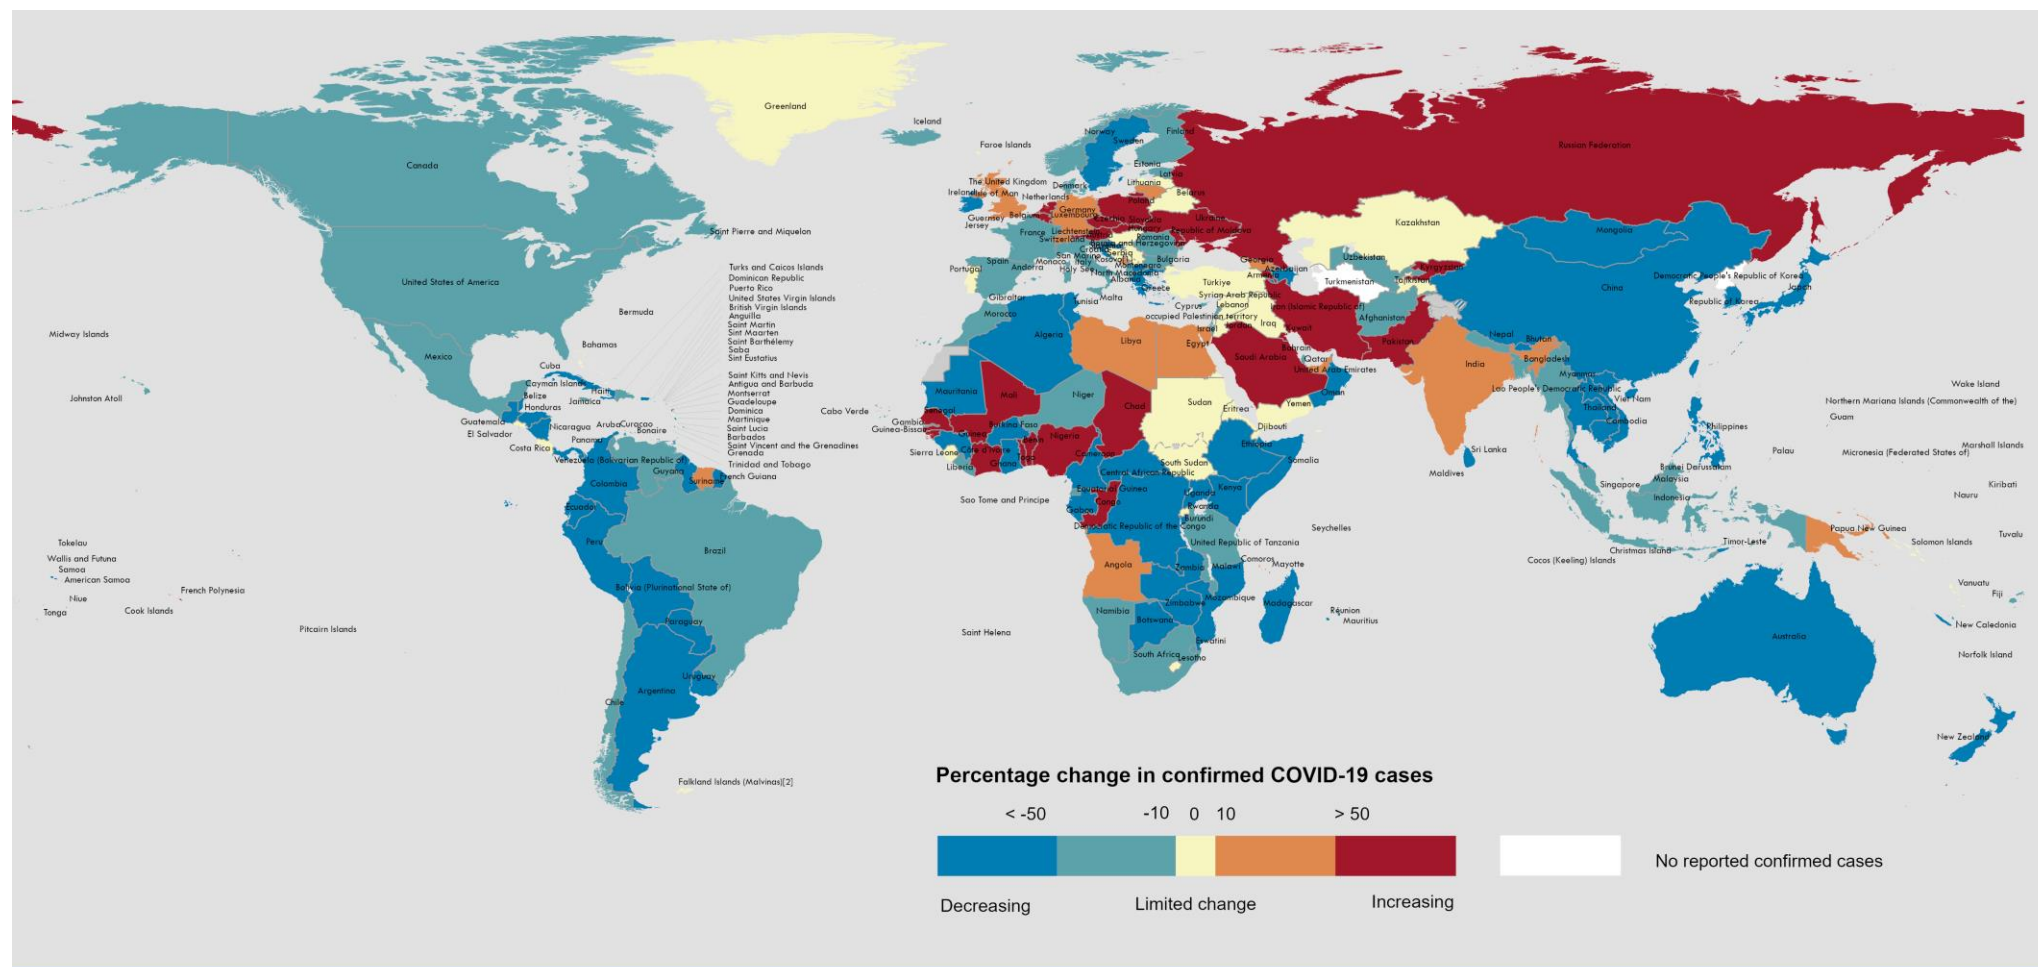 Greenland
Iceland
Faroe Islands
Norway
Sweden
Finland
Russian Federation
Canada
Estonia
Latvia
Lithuania
The United Kingdom
Denmark
Ireland
Isle of Man
Netherlands
Belarus
Poland
Germany
Guernsey
Belgium
Luxembourg
Jersey
Czechia
Slovakia
Ukraine
Kazakhstan
France
Liechtenstein
Hungary
Republic of Moldova
Switzerland
Romania
Mongolia
Saint Pierre and Miquelon
Bosnia and Herzegovina
Croatia
Serbia
San Marino
Monaco
Italy
Kosovo
Bulgaria
Georgia
Uzbekistan
Spain
Andorra
Holy See
Montenegro
North Macedonia
Albania
Portugal
Azerbaijan
Armenia
Kyrgyzstan
Tajikistan
Turkmenistan
Democratic People's Republic of Korea
Turks and Caicos Islands
Dominican Republic
Puerto Rico
United States Virgin Islands
British Virgin Islands
Anguilla
Saint Martin
Sint Maarten
Saint Barthélemy
Saba
Sint Eustatius
United States of America
Türkiye
Greece
China
Japan
Republic of Korea
Gibraltar
Tunisia
Malta
Cyprus
Syrian Arab Republic
Lebanon
Iran (Islamic Republic of)
Afghanistan
Morocco
occupied Palestinian territory
Israel
Jordan
Iraq
Kuwait
Bermuda
Midway Islands
Algeria
Libya
Egypt
Pakistan
Nepal
Bhutan
Bahamas
Bahrain
Saudi Arabia
Qatar
United Arab Emirates
India
Bangladesh
Mexico
Cuba
Myanmar
Saint Kitts and Nevis
Antigua and Barbuda
Montserrat
Guadeloupe
Dominica
Martinique
Saint Lucia
Barbados
Saint Vincent and the Grenadines
Grenada
Trinidad and Tobago
Cayman Islands
Haiti
Belize
Jamaica
Honduras
Johnston Atoll
Mauritania
Mali
Niger
Oman
Lao People's Democratic Republic
Wake Island
Cabo Verde
Senegal
Chad
Sudan
Eritrea
Yemen
Viet Nam
Thailand
Northern Mariana Islands (Commonwealth of the)
Guam
Guatemala
El Salvador
Nicaragua
Aruba
Curacao
Bonaire
Gambia
Guinea-Bissau
Burkina Faso
Guinea
Nigeria
Benin
Djibouti
Cambodia
Philippines
Costa Rica
Panama
Sierra Leone
Côte d'Ivoire
Ghana
Togo
Liberia
Cameroon
Ethiopia
Sri Lanka
Marshall Islands
Micronesia (Federated States of)
Palau
Venezuela (Bolivarian Republic of)
Guyana
Suriname
French Guiana
South Sudan
Central African Republic
Somalia
Maldives
Brunei Darussalam
Malaysia
Colombia
Equatorial Guinea
Uganda
Kenya
Singapore
Indonesia
Kiribati
Nauru
Ecuador
Sao Tome and Principe
Gabon
Congo
Rwanda
Burundi
Democratic Republic of the Congo
Seychelles
Papua New Guinea
Tuvalu
Solomon Islands
Peru
Brazil
United Republic of Tanzania
Christmas Island
Timor-Leste
Cocos (Keeling) Islands
Tokelau
Wallis and Futuna
Samoa
American Samoa
Angola
Zambia
Malawi
Comoros
Mayotte
Bolivia (Plurinational State of)
French Polynesia
Niue
Cook Islands
Tonga
Pitcairn Islands
Namibia
Zimbabwe
Mozambique
Madagascar
Botswana
Réunion
Mauritius
Vanuatu
Fiji
New Caledonia
Paraguay
Saint Helena
Eswatini
Australia
South Africa
Lesotho
Norfolk Island
Uruguay
Argentina
Chile
New Zealand
Falkland Islands (Malvinas)[2]
Percentage change in confirmed COVID-19 cases
< -50 -10 0 10 > 50
No reported confirmed cases
Decreasing Limited change Increasing